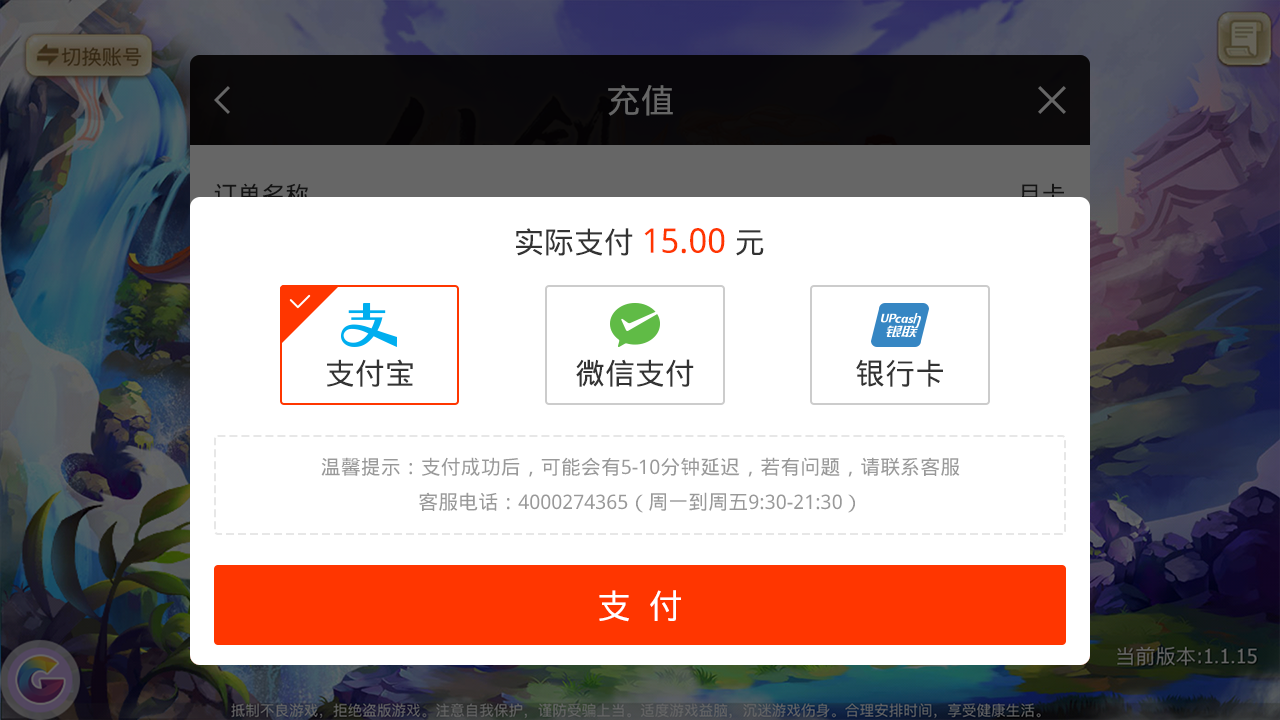 切换账号
充值
订单名称 月卡
实际支付 15.00 元
支付宝
微信支付
UPcash
银联
银行卡
温馨提示：支付成功后，可能会有5-10分钟延迟，若有问题，请联系客服
客服电话：4000274365（周一到周五9:30-21:30）
支 付
当前版本:1.1.15
抵制不良游戏，拒绝盗版游戏。注意自我保护，谨防受骗上当。适度游戏益脑，沉迷游戏伤身。合理安排时间，享受健康生活。